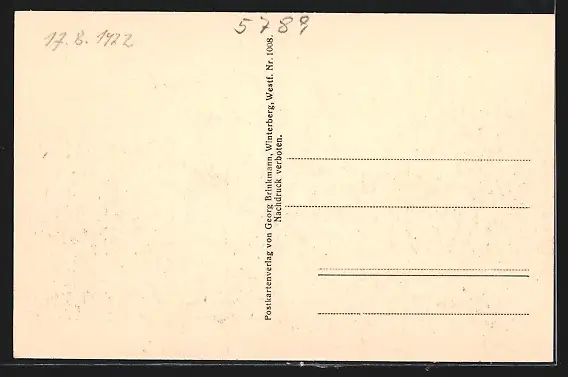 17.8.1922
5789
Postkartenverlag von Georg Brinkmann, Winterberg, Westf. Nr. 1008.
Nachdruck verboten.